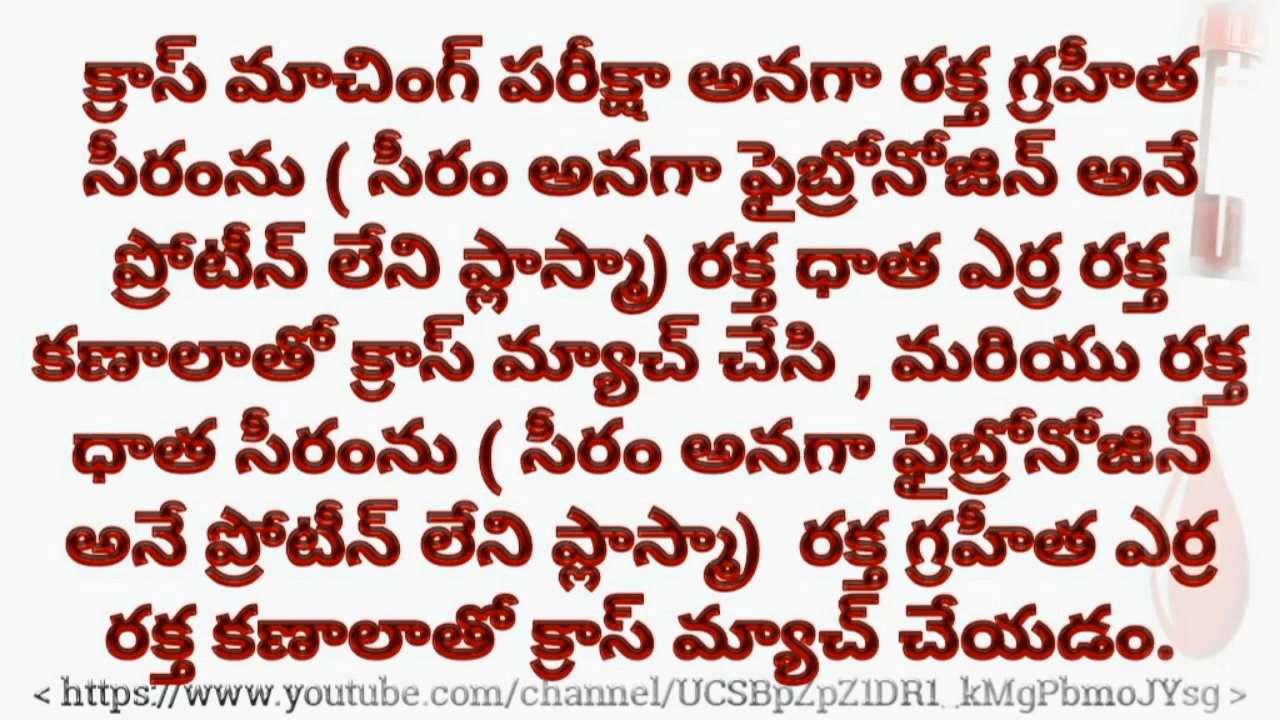 క్రాస్ మాచింగ్ పరీక్షా అనగా రక్త గ్రహీత
సీరంను ( సీరం అనగా ఫైబ్రోనోజిన్ అనే
ప్రోటీన్ లేని ప్లాస్మా) రక్త ధాత ఎర్ర రక్త
కణాలాతో క్రాస్ మ్యాచ్ చేసి , మరియు రక్త
ధాత సీరంను ( సీరం అనగా ఫైబ్రోనోజిన్
అనే ప్రోటీన్ లేని ప్లాస్మా) రక్త గ్రహీత ఎర్ర
రక్త కణాలాతో క్రాస్ మ్యాచ్ చేయడం.
< https://www.youtube.com/channel/UCSBpZpZ1DR1_kMgPbmoJYsg >